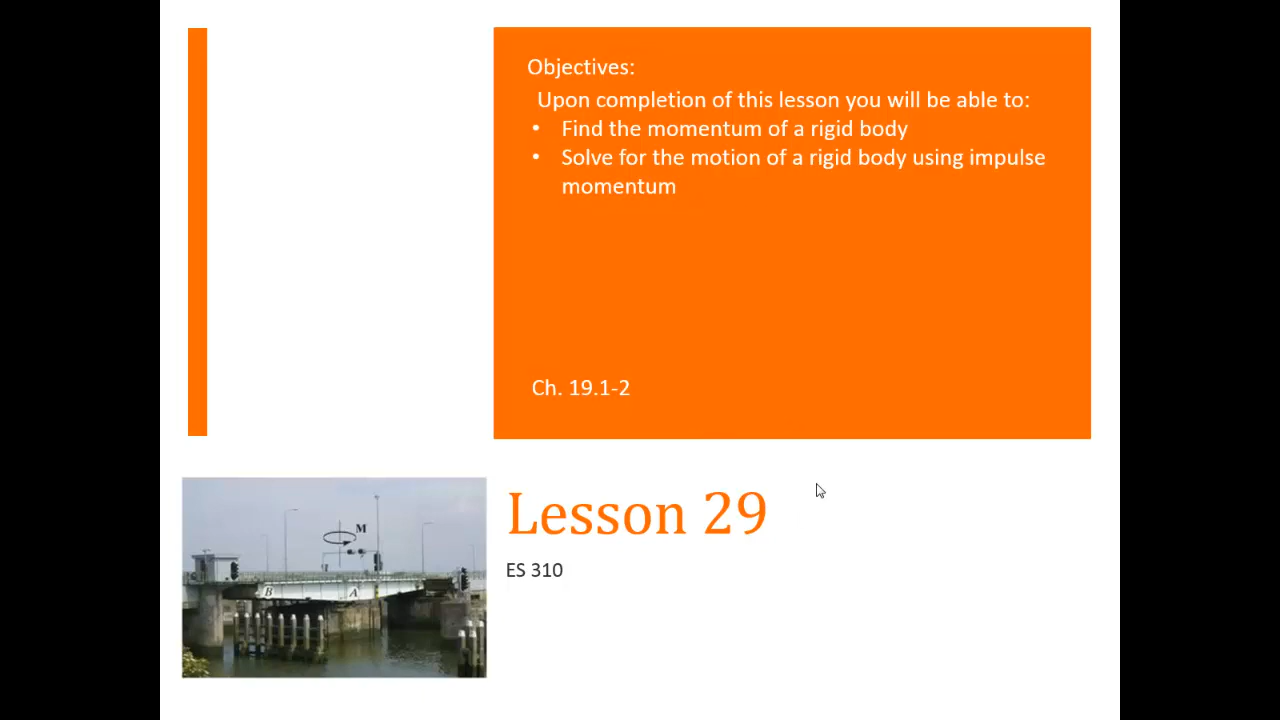 Objectives:
Upon completion of this lesson you will be able to:
• Find the momentum of a rigid body
• Solve for the motion of a rigid body using impulse
momentum
Ch. 19.1-2
Lesson 29
ES 310
M
B
A